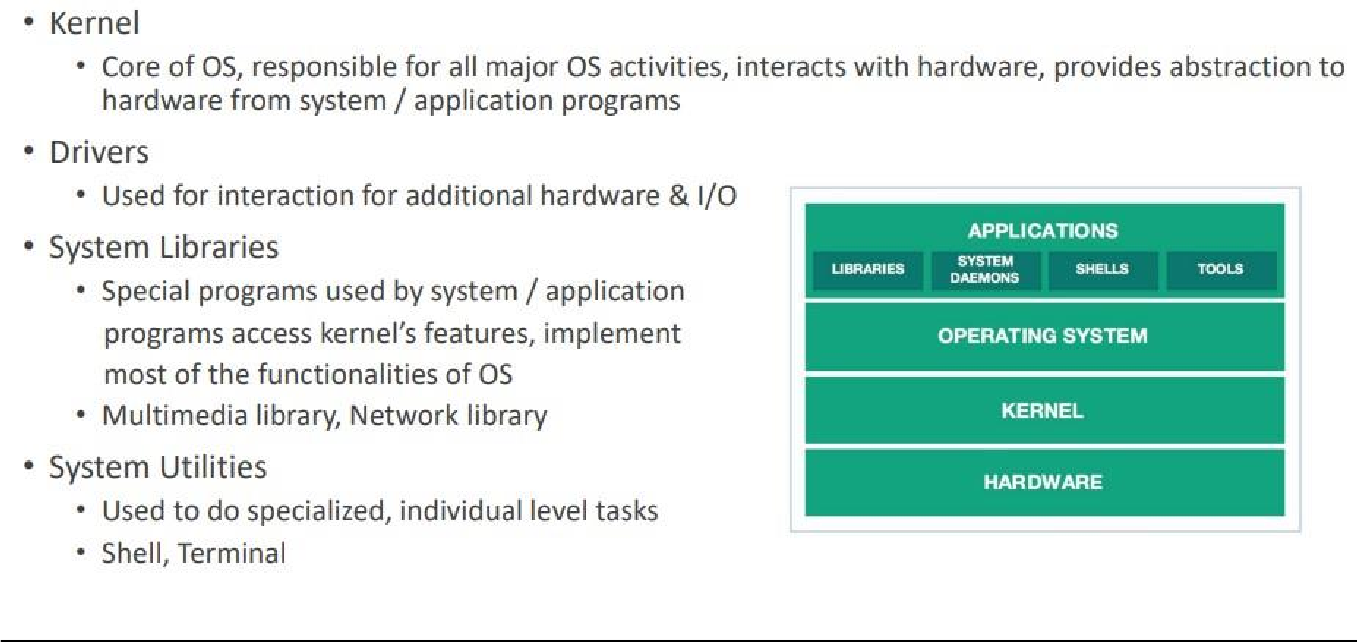 • Kernel
• Core of OS, responsible for all major OS activities, interacts with hardware, provides abstraction to
hardware from system / application programs
• Drivers
• Used for interaction for additional hardware & I/O
• System Libraries
• Special programs used by system / application
programs access kernel's features, implement
most of the functionalities of OS
• Multimedia library, Network library
• System Utilities
• Used to do specialized, individual level tasks
• Shell, Terminal
APPLICATIONS
LIBRARIES
SYSTEM
DAEMONS
SHELLS
TOOLS
OPERATING SYSTEM
KERNEL
HARDWARE